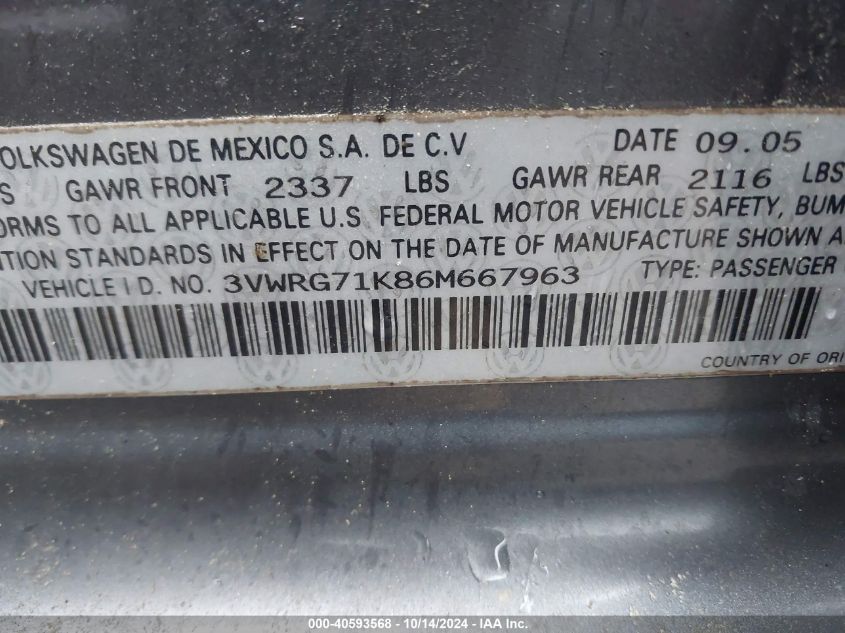 OLKSWAGEN DE MEXICO S.A. DE C.V DATE 09.05
S GAWR FRONT 2337 LBS GAWR REAR 2116 LBS
ORMS TO ALL APPLICABLE U.S. FEDERAL MOTOR VEHICLE SAFETY, BUM
TION STANDARDS IN EFFECT ON THE DATE OF MANUFACTURE SHOWN A
VEHICLE I D. NO. 3VWRG71K86M667963 TYPE: PASSENGER
COUNTRY OF ORI
000-40593568 - 10/14/2024 - IAA Inc.